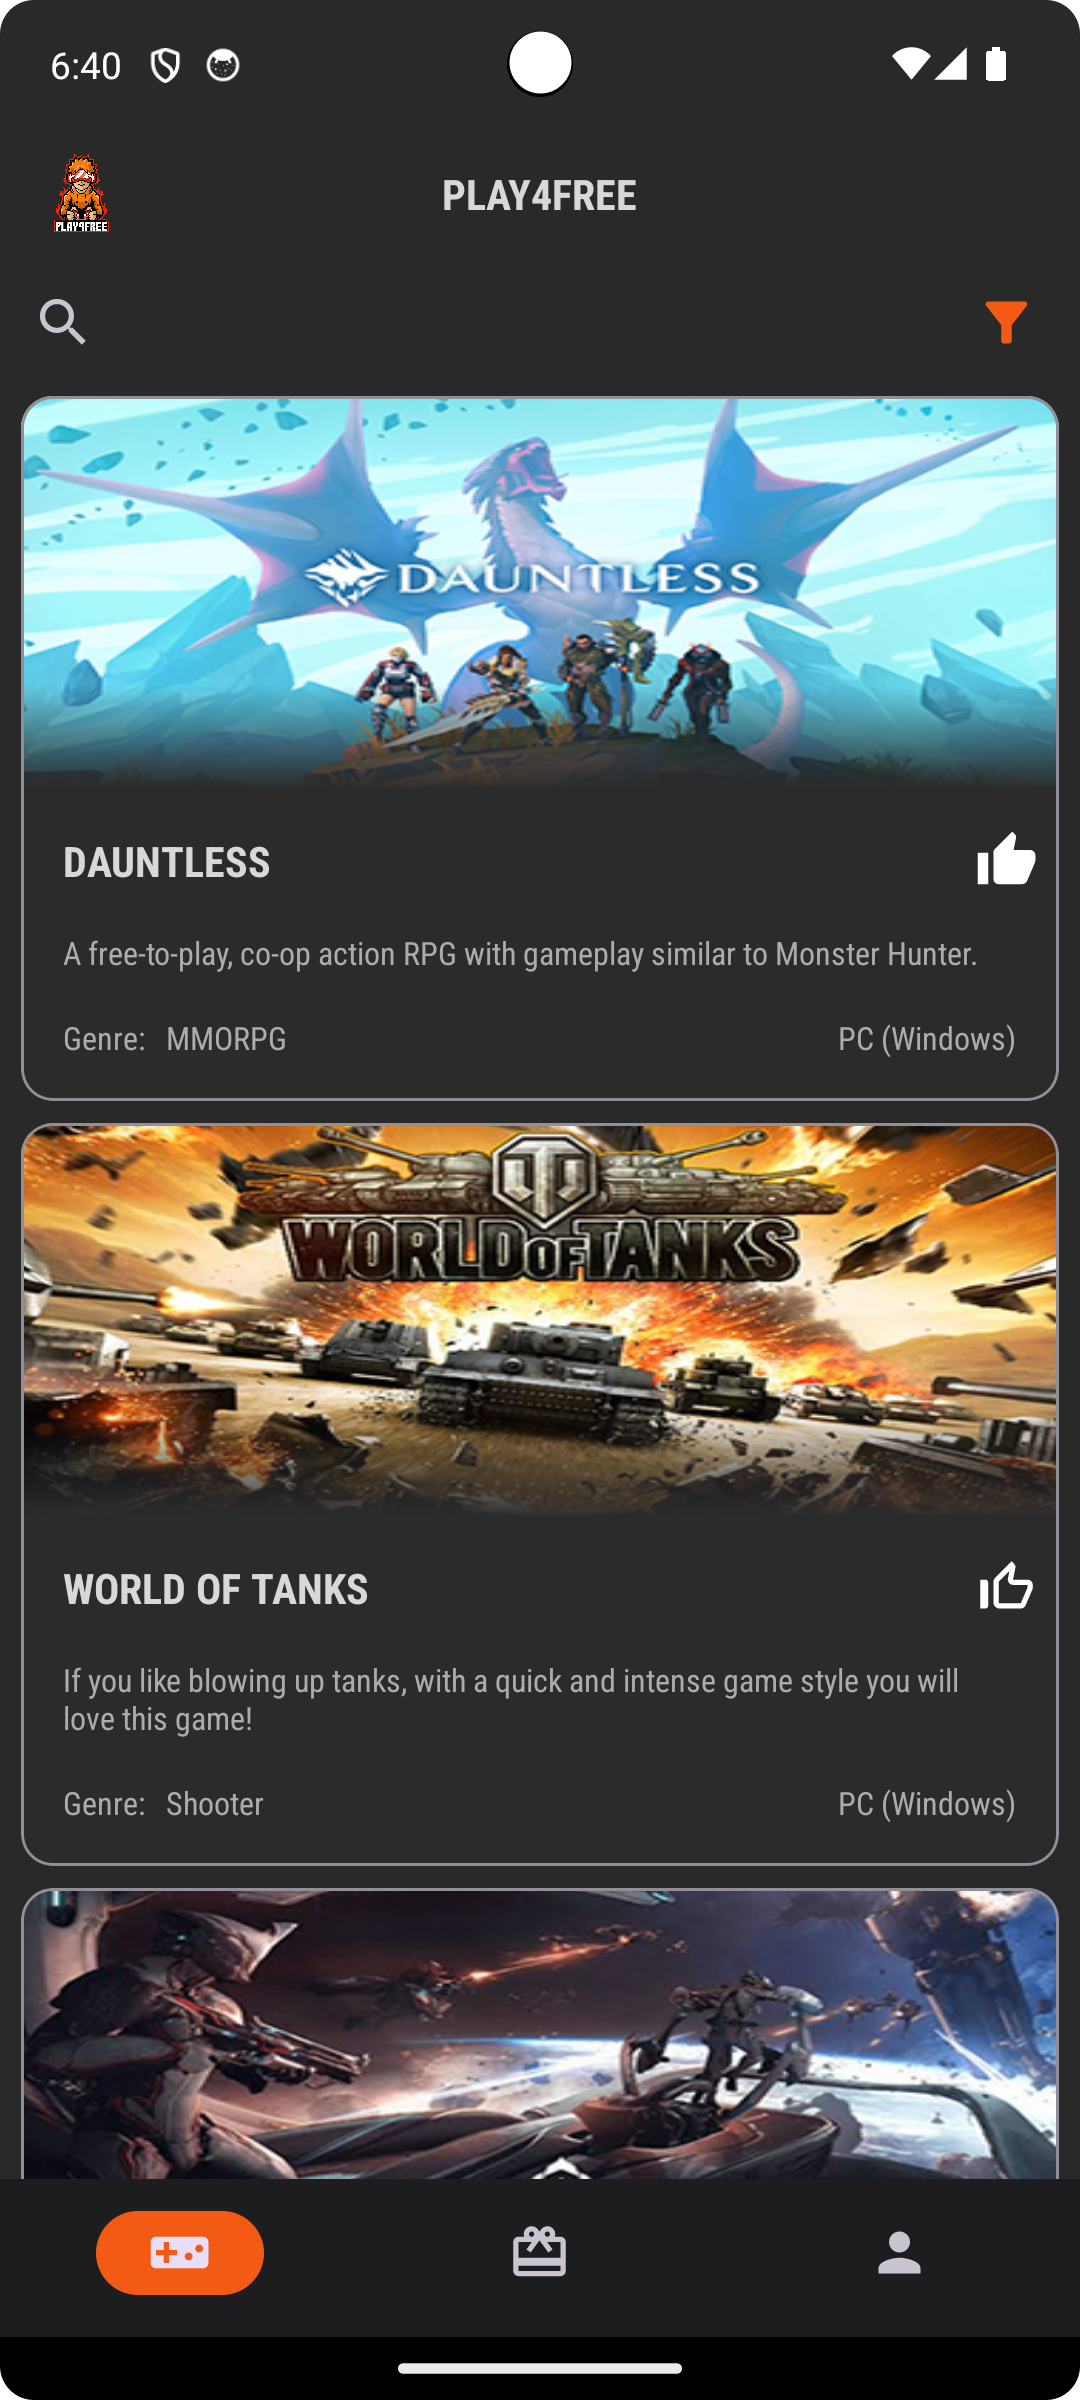 6:40
PLAY4FREE
PLAY4FREE
DAUNTLESS
DAUNTLESS
A free-to-play, co-op action RPG with gameplay similar to Monster Hunter.
Genre: MMORPG PC (Windows)
WORLD OF TANKS
WORLD OF TANKS
If you like blowing up tanks, with a quick and intense game style you will
love this game!
Genre: Shooter PC (Windows)